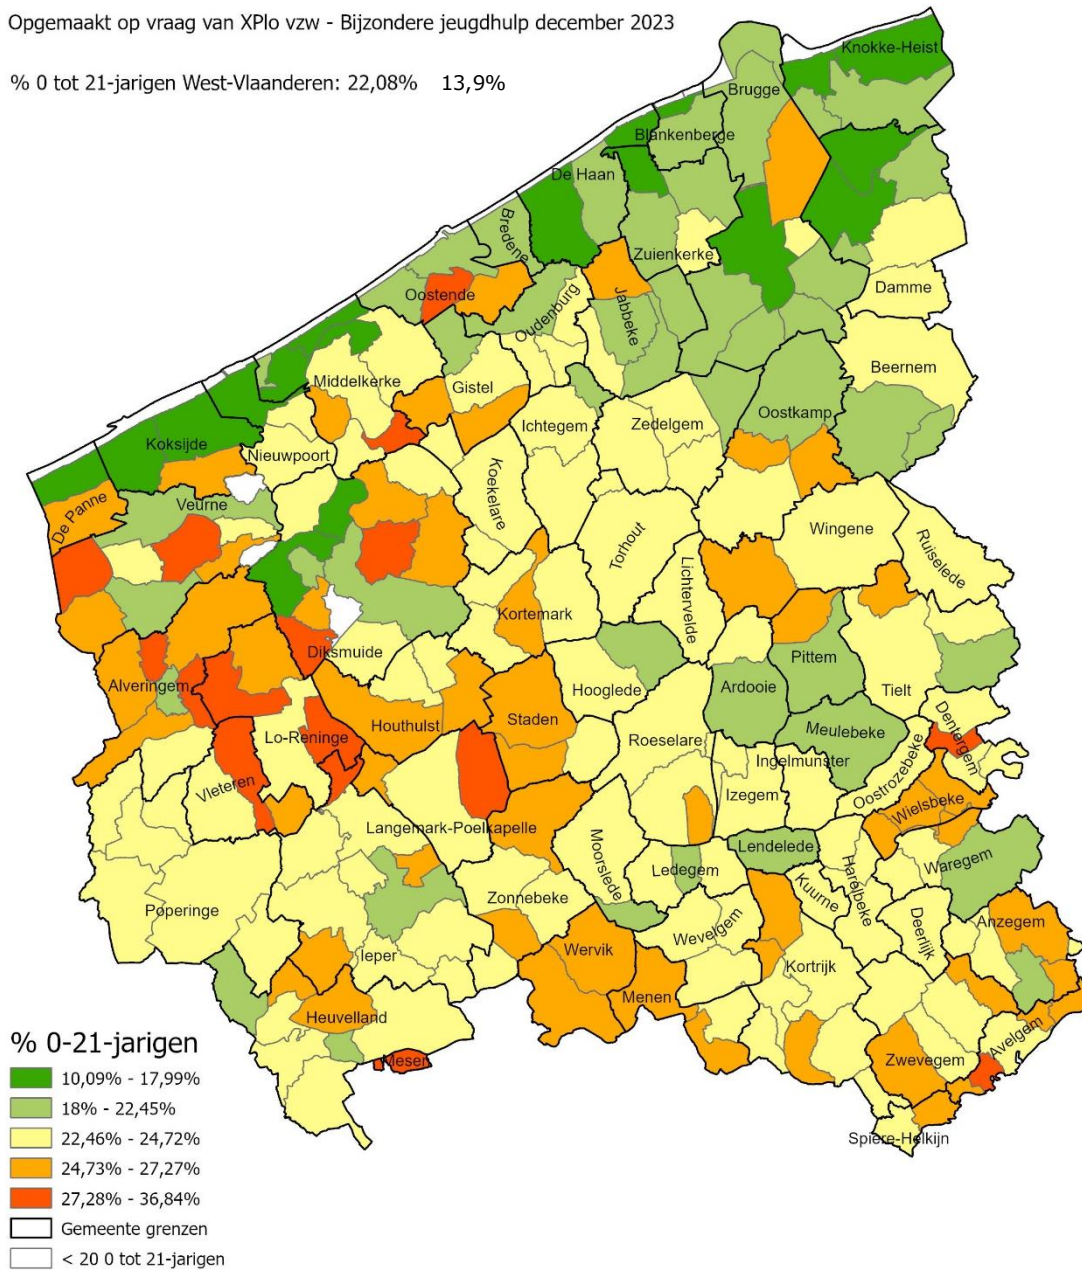 Opgemaakt op vraag van XPlo vzw - Bijzondere jeugdhulp december 2023
% 0 tot 21-jarigen West-Vlaanderen: 22,08% 13,9%
Knokke-Heist
Brugge
Blankenberge
De Haan
Bredene
Zuienkerke
Damme
Oostende
Oudenburg
Jabbeke
Beernem
Middelkerke
Gistel
Oostkamp
Ichtegem
Zedelgem
Koksijde
Nieuwpoort
Koekelare
De Panne
Veurne
Torhout
Wingene
Ruiselede
Lichtervelde
Kortemark
Diksmuide
Pittem
Alveringem
Hooglede
Ardooie
Tielt
Houthulst
Staden
Meulebeke
Dentergem
Lo-Reninge
Roeselare
Ingelmunster
Oostrozebeke
Vleteren
Izegem
Wielsbeke
Langemark-Poelkapelle
Moorslede
Lendelede
Ledegem
Harelbeke
Waregem
Kuurne
Poperinge
Zonnebeke
Wevelgem
Deerlijk
Anzegem
Ieper
Wervik
Kortrijk
Menen
Heuvelland
Avelgem
Mesen
Zwevegem
Spiere-Helkijn
% 0-21-jarigen
10,09% - 17,99%
18% - 22,45%
22,46% - 24,72%
24,73% - 27,27%
27,28% - 36,84%
Gemeente grenzen
< 20 0 tot 21-jarigen